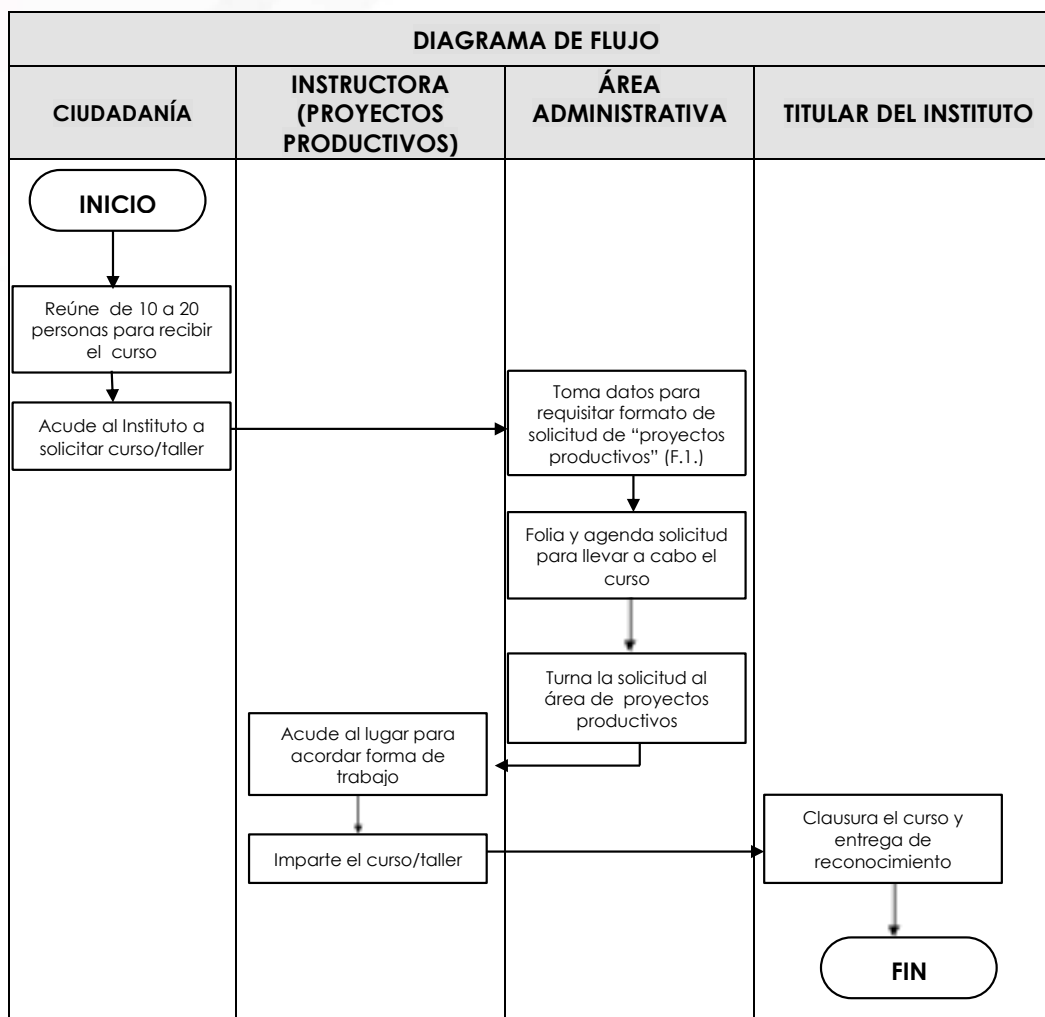 DIAGRAMA DE FLUJO
CIUDADANÍA
INSTRUCTORA
(PROYECTOS
PRODUCTIVOS)
ÁREA
ADMINISTRATIVA
TITULAR DEL INSTITUTO
INICIO
Reúne de 10 a 20
personas para recibir
el curso
Acude al Instituto a
solicitar curso/taller
Toma datos para
requisitar formato de
solicitud de “proyectos
productivos” (F.1.)
Folia y agenda solicitud
para llevar a cabo el
curso
Turna la solicitud al
área de proyectos
productivos
Acude al lugar para
acordar forma de
trabajo
Imparte el curso/taller
Clausura el curso y
entrega de
reconocimiento
FIN